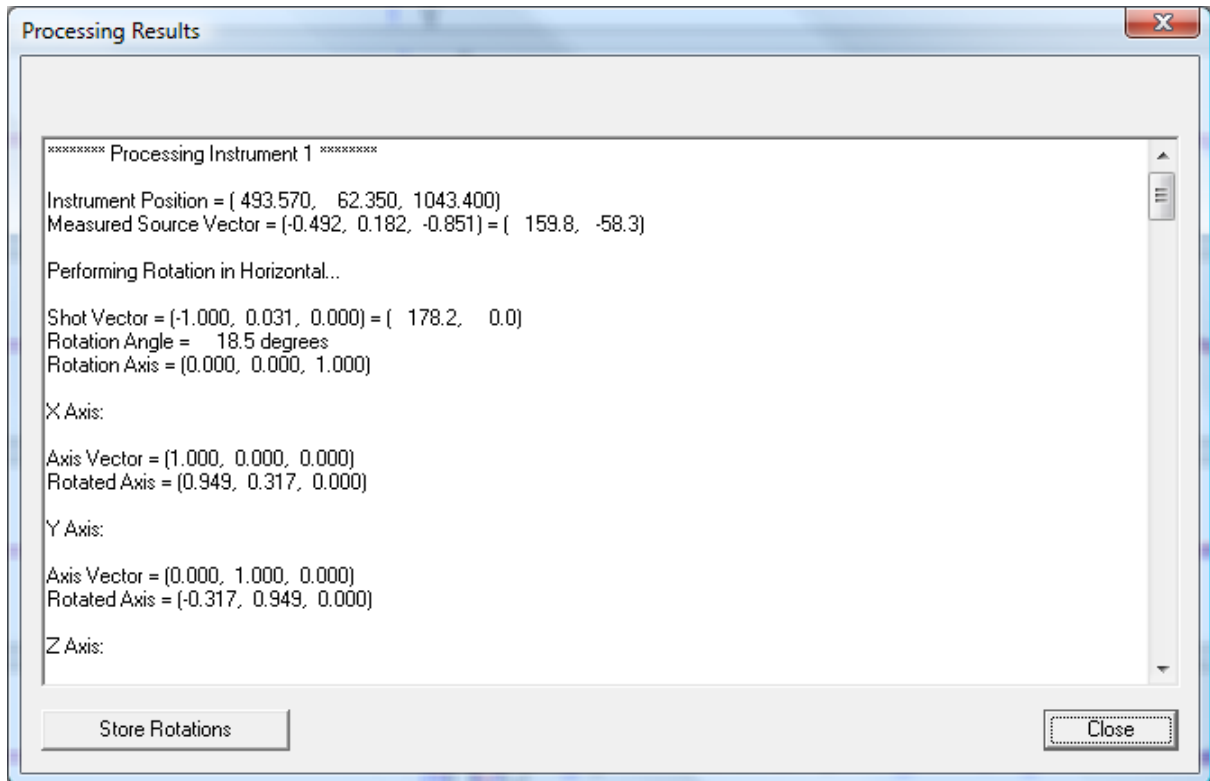 Processing Results
******** Processing Instrument 1 ********
Instrument Position = ( 493.570,   62.350, 1043.400)
Measured Source Vector = (-0.492,  0.182,  -0.851) = (   159.8,   -58.3)
Performing Rotation in Horizontal...
Shot Vector = (-1.000,  0.031,  0.000) = (   178.2,     0.0)
Rotation Angle =     18.5 degrees
Rotation Axis = (0.000,  0.000,  1.000)
X Axis:
Axis Vector = (1.000,  0.000,  0.000)
Rotated Axis = (0.949,  0.317,  0.000)
Y Axis:
Axis Vector = (0.000,  1.000,  0.000)
Rotated Axis = (-0.317,  0.949,  0.000)
Z Axis:
Store Rotations
Close